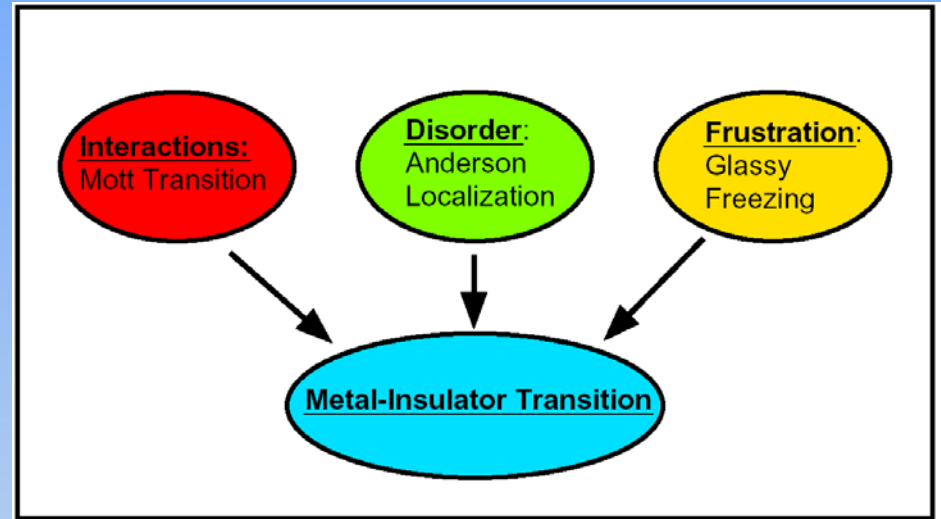 Interactions:
Mott Transition
Disorder:
Anderson
Localization
Frustration:
Glassy
Freezing
Metal-Insulator Transition